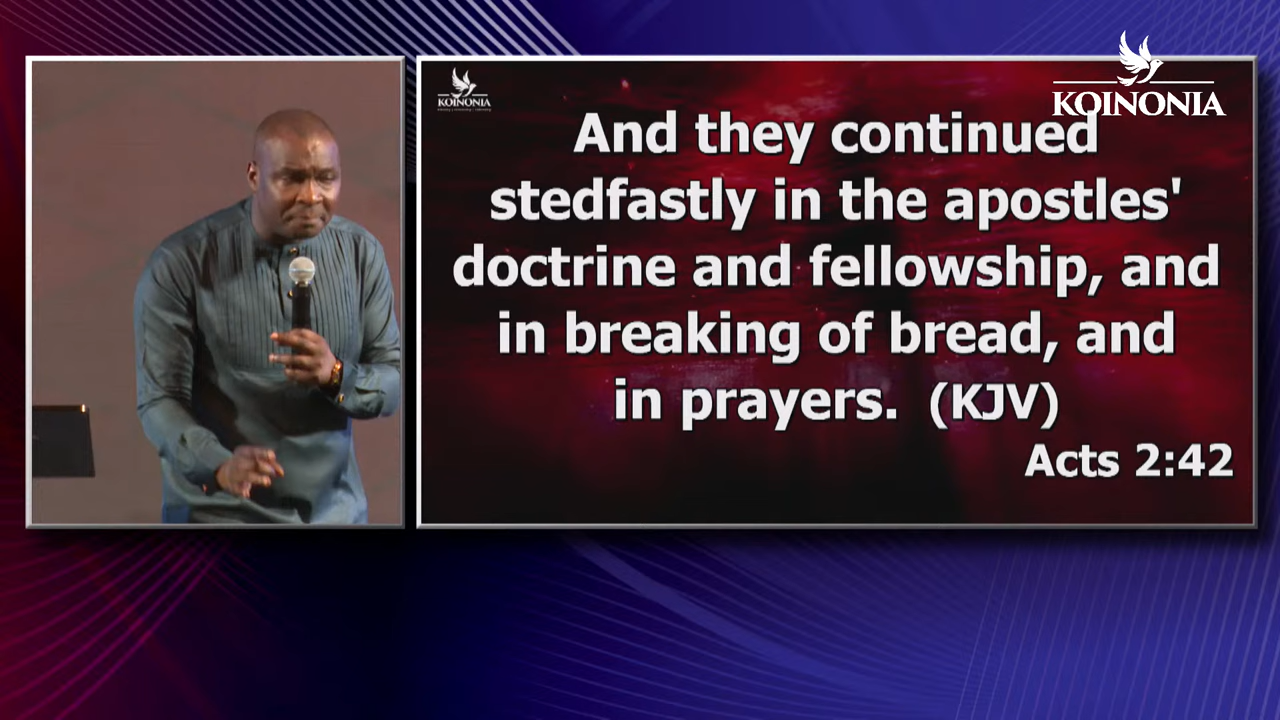 KOINONIA
KOINONIA
And they continued
stedfastly in the apostles'
doctrine and fellowship, and
in breaking of bread, and
in prayers. (KJV)
Acts 2:42